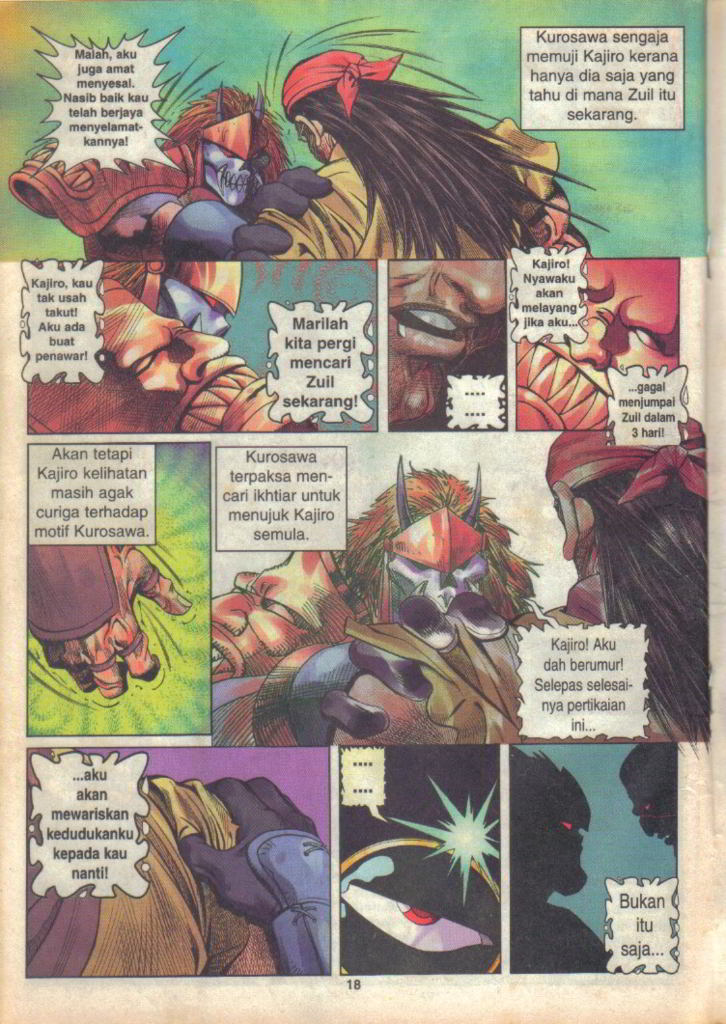 Malah, aku
juga amat
menyesal.
Nasib baik kau
telah berjaya
menyelamat-
kannya!
Kurosawa sengaja
memuji Kajiro kerana
hanya dia saja yang
tahu di mana Zuil itu
sekarang.
Kajiro, kau
tak usah
takut!
Aku ada
buat
penawar!
Marilah
kita pergi
mencari
Zuil
sekarang!
....
....
Kajiro!
Nyawaku
akan
melayang
jika aku...
...gagal
menjumpai
Zuil dalam
3 hari!
Akan tetapi
Kajiro kelihatan
masih agak
curiga terhadap
motif Kurosawa.
Kurosawa
terpaksa men-
cari ikhtiar untuk
menujuk Kajiro
semula.
Kajiro! Aku
dah berumur!
Selepas selesai-
nya pertikaian
ini...
...aku
akan
mewariskan
kedudukanku
kepada kau
nanti!
....
....
Bukan
itu
saja...
18